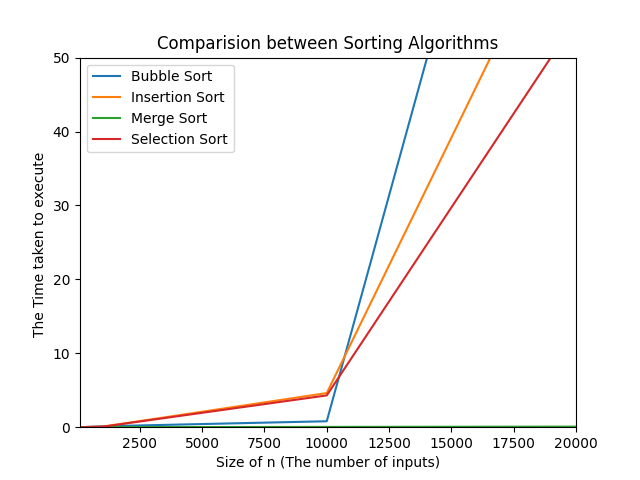 Comparision between Sorting Algorithms
Bubble Sort
Insertion Sort
Merge Sort
Selection Sort
The Time taken to execute
50
40
30
20
10
0
2500 5000 7500 10000 12500 15000 17500 20000
Size of n (The number of inputs)